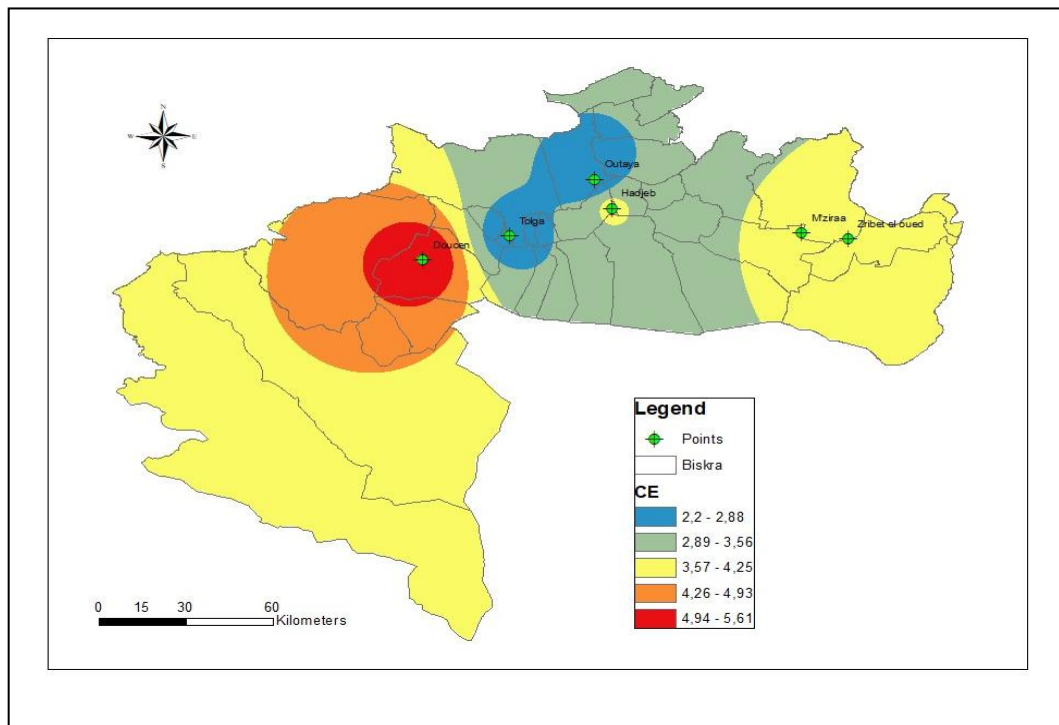 N
W E
S
Outaya
Hadjeb
Tolga
M'ziraa
Zribet el oued
Doucen
Legend
Points
Biskra
CE
2,2 - 2,88
2,89 - 3,56
3,57 - 4,25
4,26 - 4,93
4,94 - 5,61
0 15 30 60
Kilometers